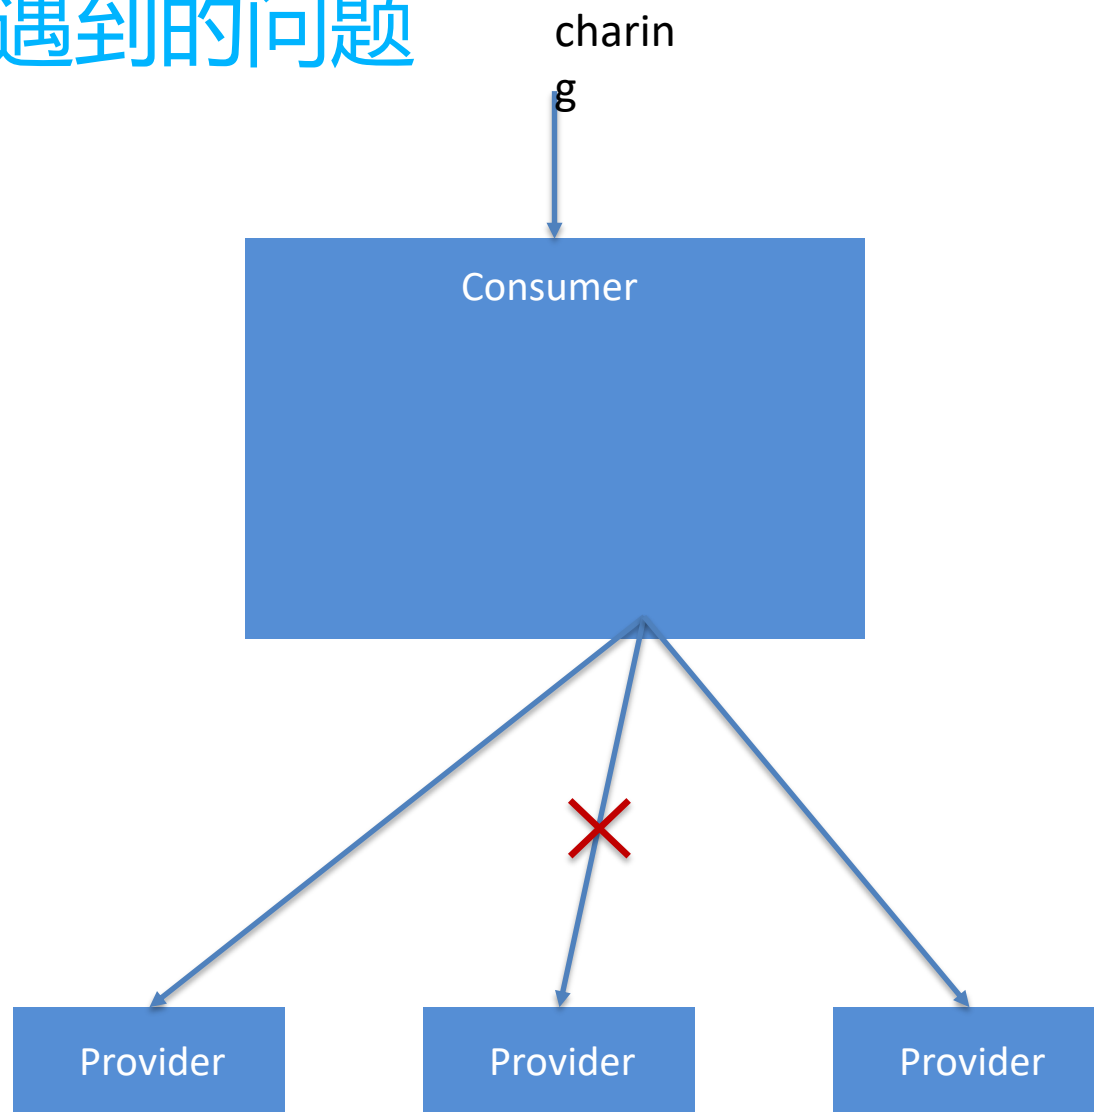 遇到的问题
charin
g
Consumer
Provider
Provider
Provider